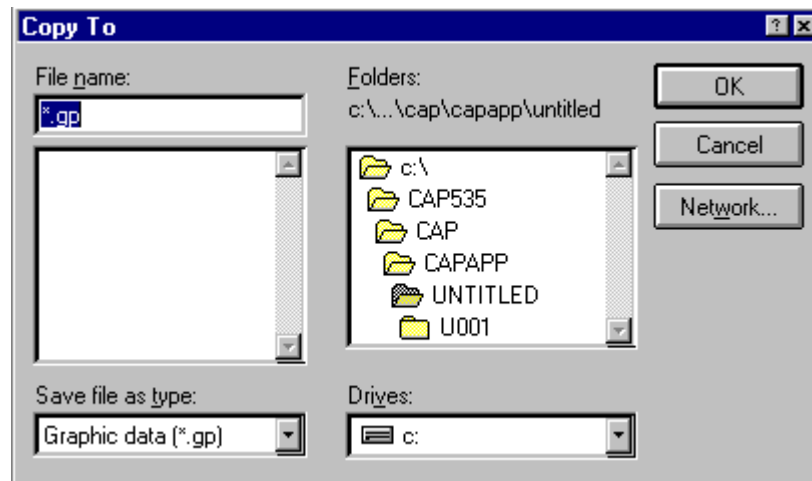 Copy To
File name:
*.gp
Folders:
c:\...\cap\capapp\untitled
c:\
CAP535
CAP
CAPAPP
UNTITLED
U001
OK
Cancel
Network...
Save file as type:
Graphic data (*.gp)
Drives:
c: